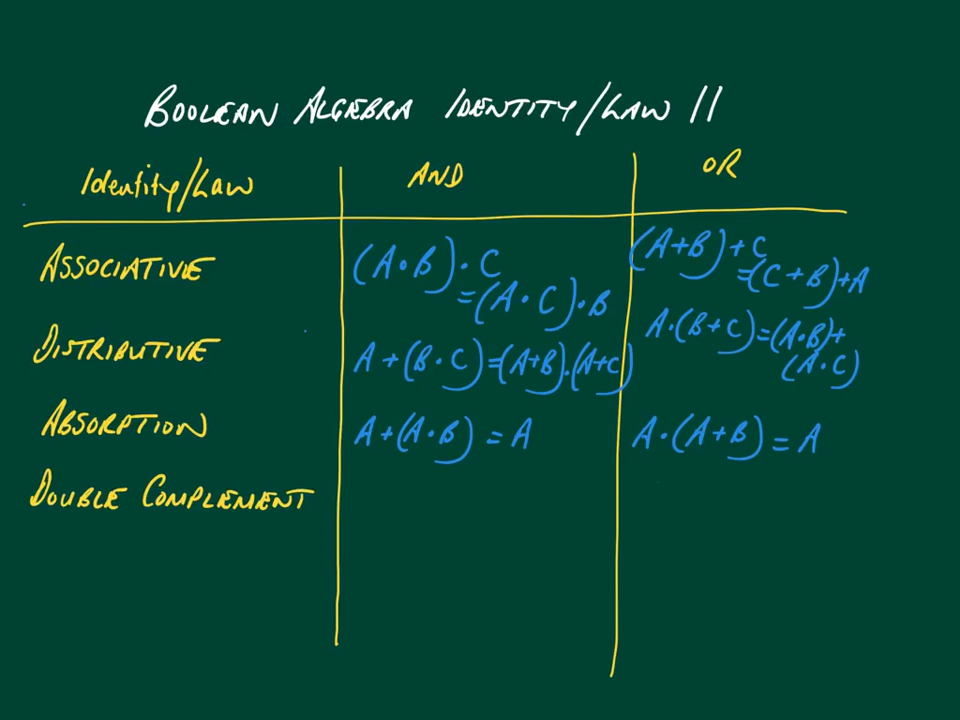 BOOLEAN ALGEBRA IDENTITY/LAW II
Identity/Law AND OR
ASSOCIATIVE (A•B)•C =(A•C)•B (A+B)+C =(C+B)+A
DISTRIBUTIVE A+(B•C)=(A+B).(A+C) A•(B+C)=(A•B)+ (A•C)
ABSORPTION A+(A•B)=A A•(A+B)=A
DOUBLE COMPLEMENT